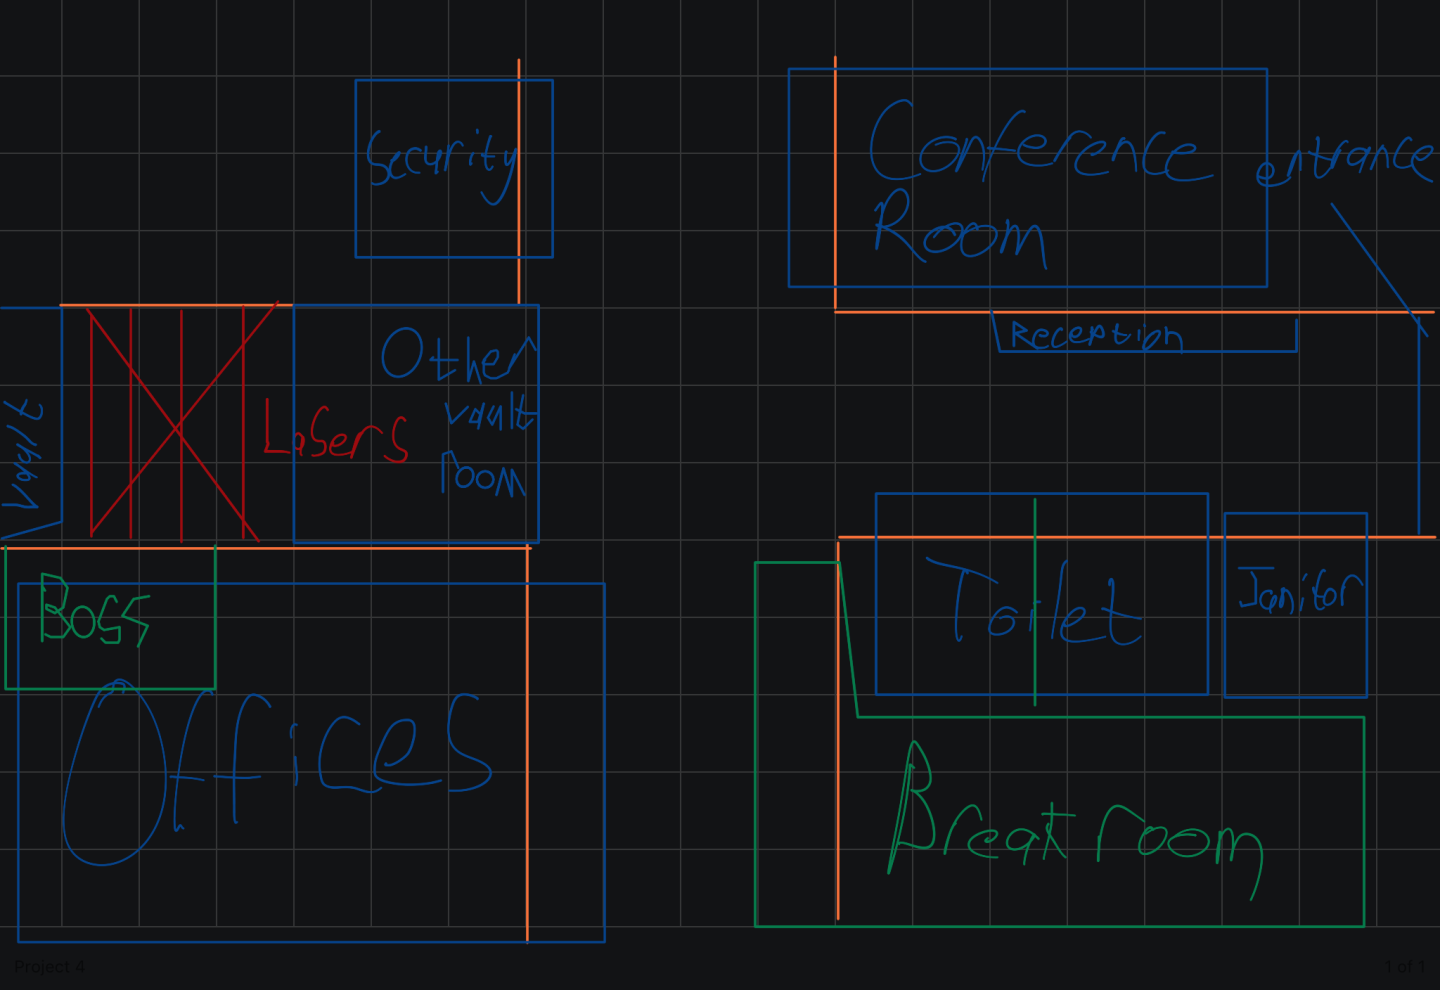 Security
Conference
Room
entrance
Reception
Other
vault
room
Vault
Lasers
Boss
Toilet
Janitor
Offices
Breat room
Project 4
1 of 1